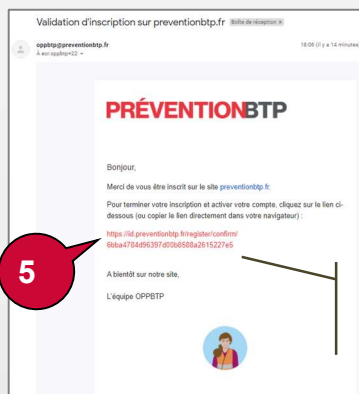 Validation d'inscription sur preventionbtp.fr Boîte de réception ×
oppbtp@preventionbtp.fr 18:06 (il y a 14 minutes)
PRÉVENTIONBTP
Bonjour,
Merci de vous être inscrit sur le site preventionbtp.fr.
Pour terminer votre inscription et activer votre compte, cliquez sur le lien ci-
dessous (ou copier le lien directement dans votre navigateur) :
https://id.preventionbtp.fr/register/confirm/
6bba4784d96397d00b8588a2615227e5
5
A bientôt sur notre site,
L'équipe OPPBTP